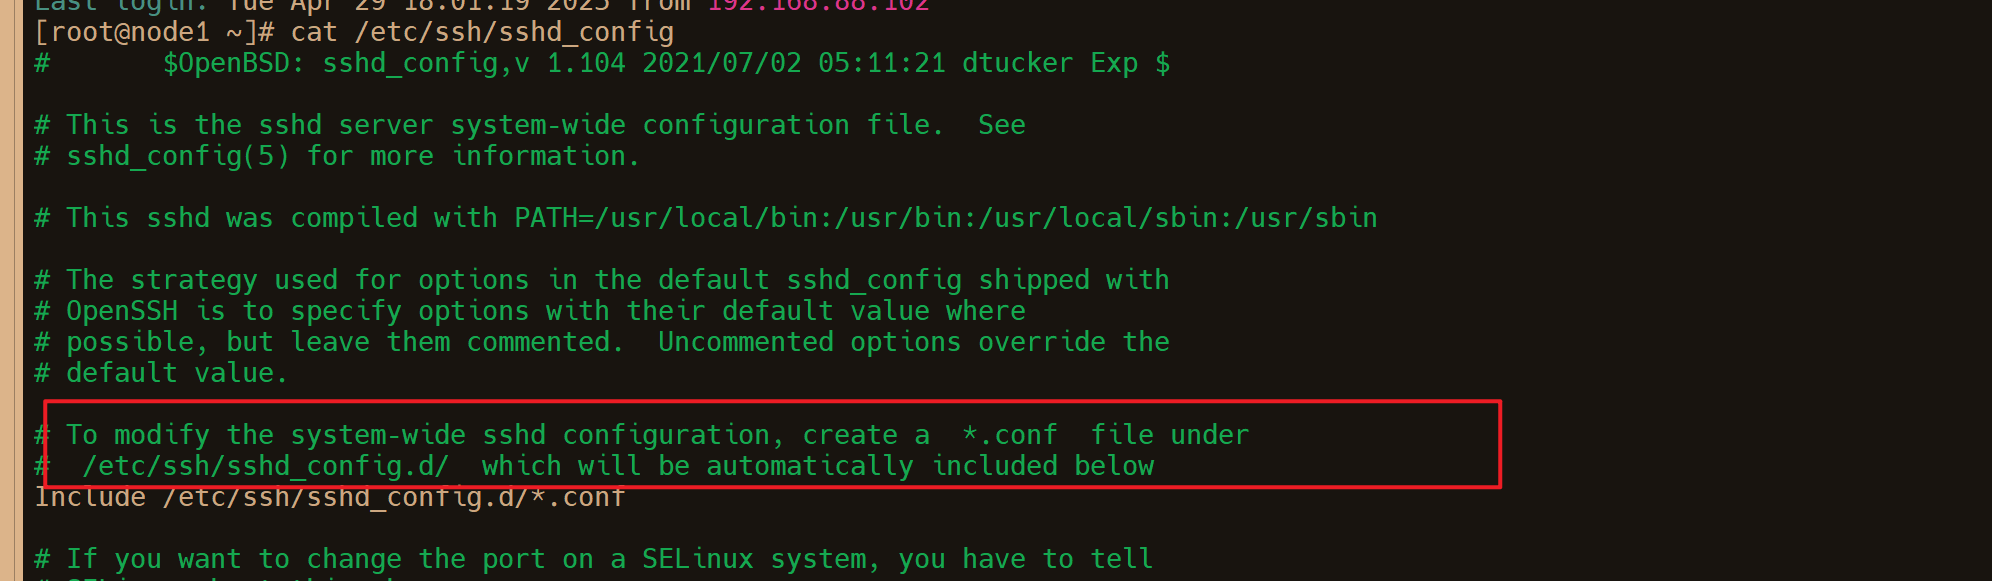 Last login: Tue Apr 29 18:01:19 2025 from 192.168.88.102
[root@node1 ~]# cat /etc/ssh/sshd_config
#       $OpenBSD: sshd_config,v 1.104 2021/07/02 05:11:21 dtucker Exp $
# This is the sshd server system-wide configuration file.  See
# sshd_config(5) for more information.
# This sshd was compiled with PATH=/usr/local/bin:/usr/bin:/usr/local/sbin:/usr/sbin
# The strategy used for options in the default sshd_config shipped with
# OpenSSH is to specify options with their default value where
# possible, but leave them commented.  Uncommented options override the
# default value.
# To modify the system-wide sshd configuration, create a  *.conf  file under
#  /etc/ssh/sshd_config.d/  which will be automatically included below
Include /etc/ssh/sshd_config.d/*.conf
# If you want to change the port on a SELinux system, you have to tell